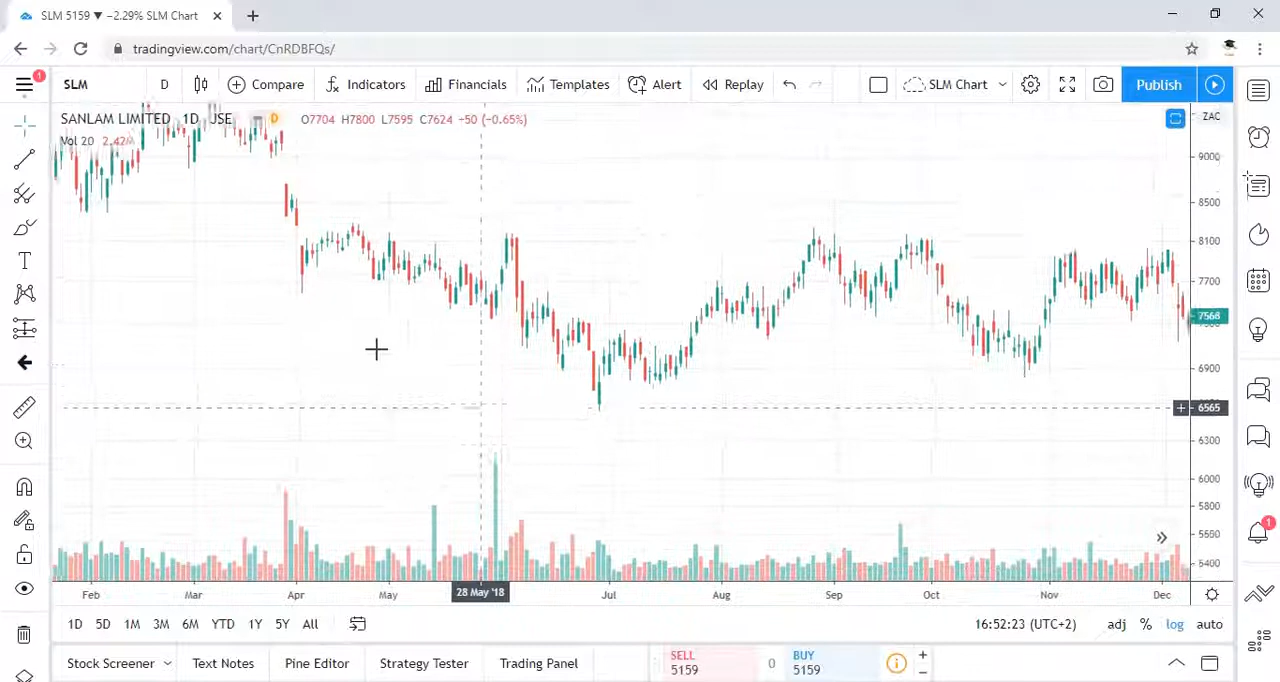 SLM 5159 ▼ −2.29% SLM Chart
tradingview.com/chart/CnRDBFQs/
1 SLM D Compare Indicators Financials Templates Alert Replay SLM Chart Publish
SANLAM LIMITED 1D JSE D O7704 H7800 L7595 C7624 −50 (−0.65%)
ZAC
Vol 20 2.42M
9000
8500
8100
7700
7568
6900
6565
6300
6000
5800
5550
5400
1
Feb Mar Apr May 28 May '18 Jul Aug Sep Oct Nov Dec
1D 5D 1M 3M 6M YTD 1Y 5Y All 16:52:23 (UTC+2) adj % log auto
Stock Screener Text Notes Pine Editor Strategy Tester Trading Panel SELL 5159 0 BUY 5159